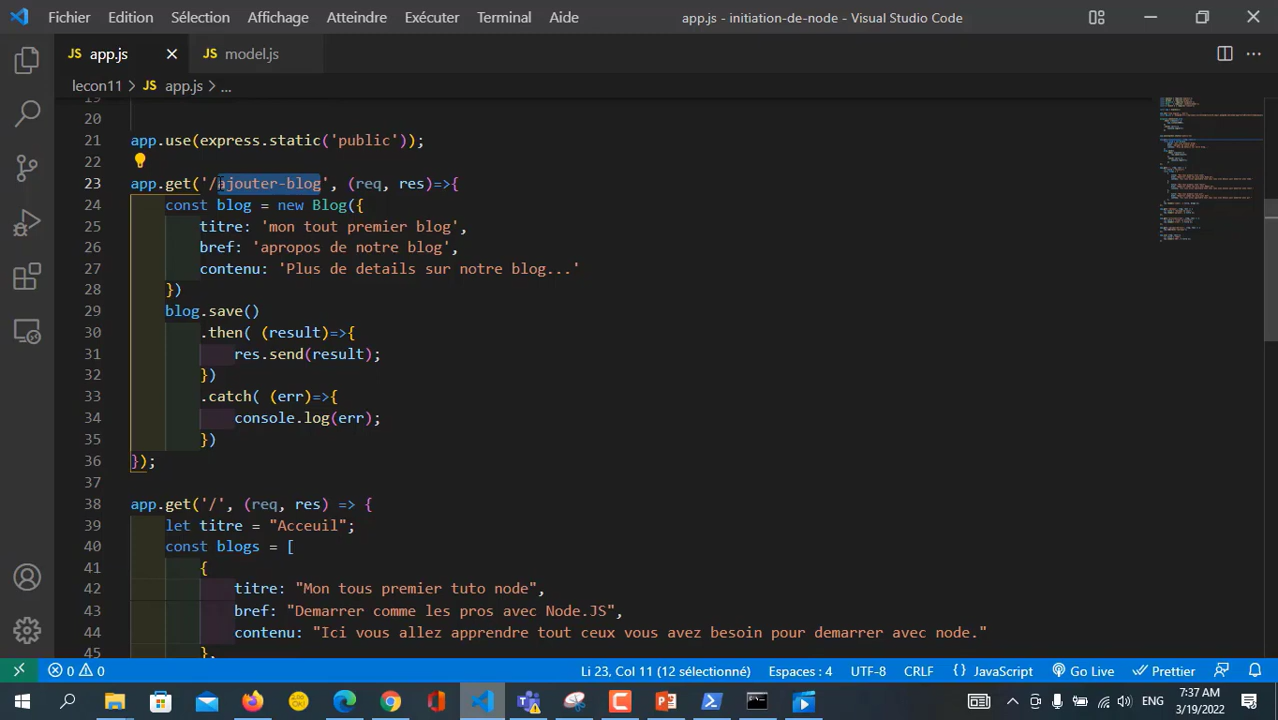 Fichier Edition Sélection Affichage Atteindre Exécuter Terminal Aide app.js - initiation-de-node - Visual Studio Code
JS app.js JS model.js
lecon11 > JS app.js > ...
19
20
21 app.use(express.static('public'));
22
23 app.get('/ajouter-blog', (req, res)=>{
24 const blog = new Blog({
25 titre: 'mon tout premier blog',
26 bref: 'apropos de notre blog',
27 contenu: 'Plus de details sur notre blog...'
28 })
29 blog.save()
30 .then( (result)=>{
31 res.send(result);
32 })
33 .catch( (err)=>{
34 console.log(err);
35 })
36 });
37
38 app.get('/', (req, res) => {
39 let titre = "Acceuil";
40 const blogs = [
41 {
42 titre: "Mon tous premier tuto node",
43 bref: "Demarrer comme les pros avec Node.JS",
44 contenu: "Ici vous allez apprendre tout ceux vous avez besoin pour demarrer avec node."
45 },
0 0 Li 23, Col 11 (12 sélectionné) Espaces : 4 UTF-8 CRLF {} JavaScript Go Live Prettier
ENG 7:37 AM
3/19/2022